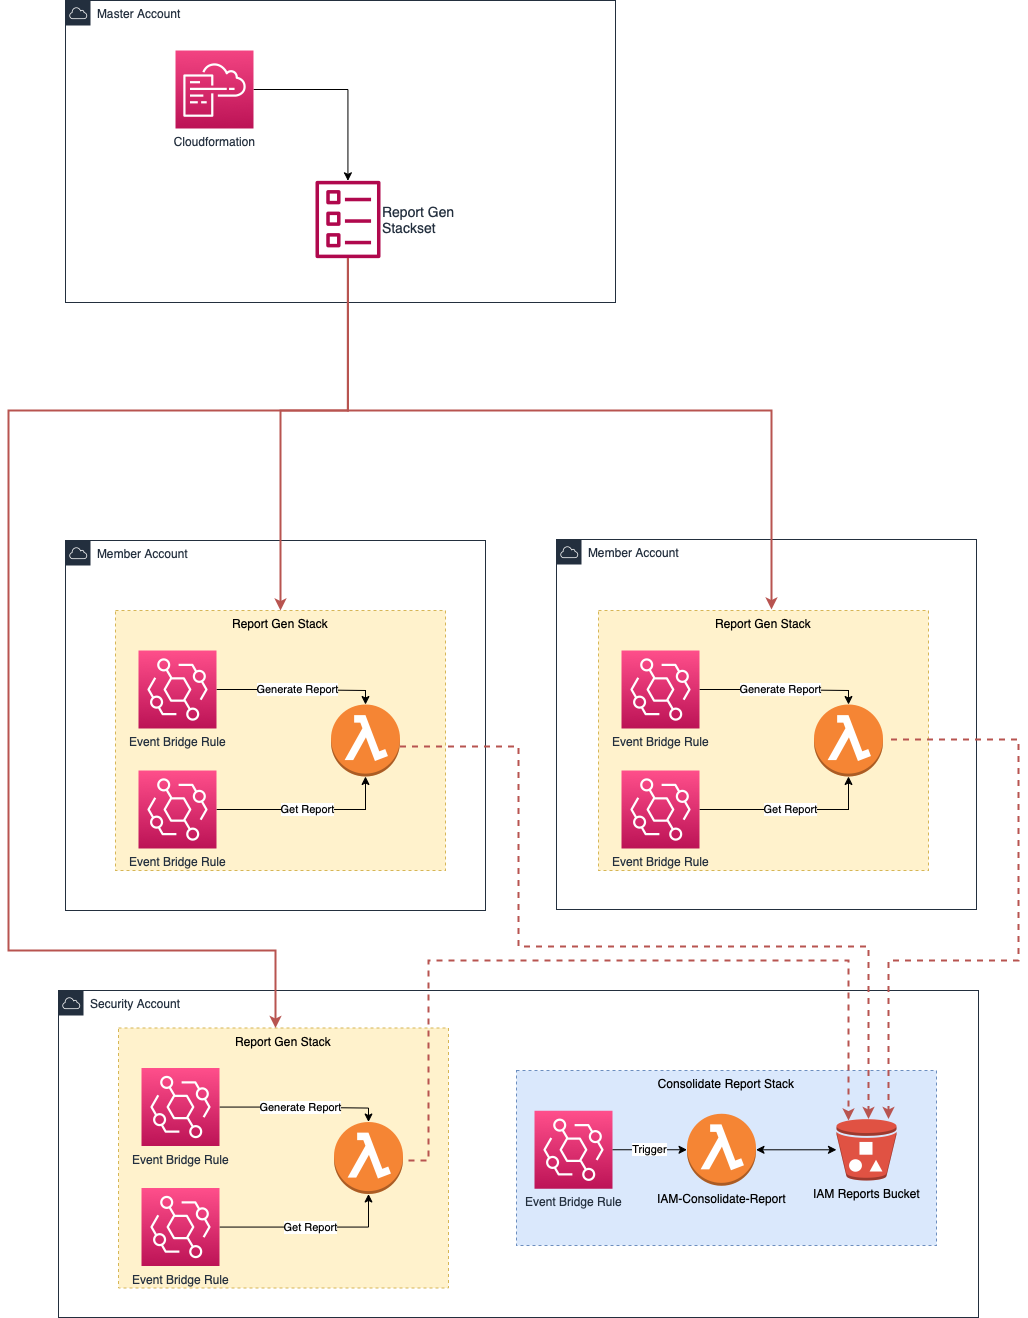 Master Account
Cloudformation
Report Gen
Stackset
Member Account
Report Gen Stack
Generate Report
Event Bridge Rule
Get Report
Event Bridge Rule
Member Account
Report Gen Stack
Generate Report
Event Bridge Rule
Get Report
Event Bridge Rule
Security Account
Report Gen Stack
Generate Report
Event Bridge Rule
Get Report
Event Bridge Rule
Consolidate Report Stack
Trigger
Event Bridge Rule
IAM-Consolidate-Report
IAM Reports Bucket